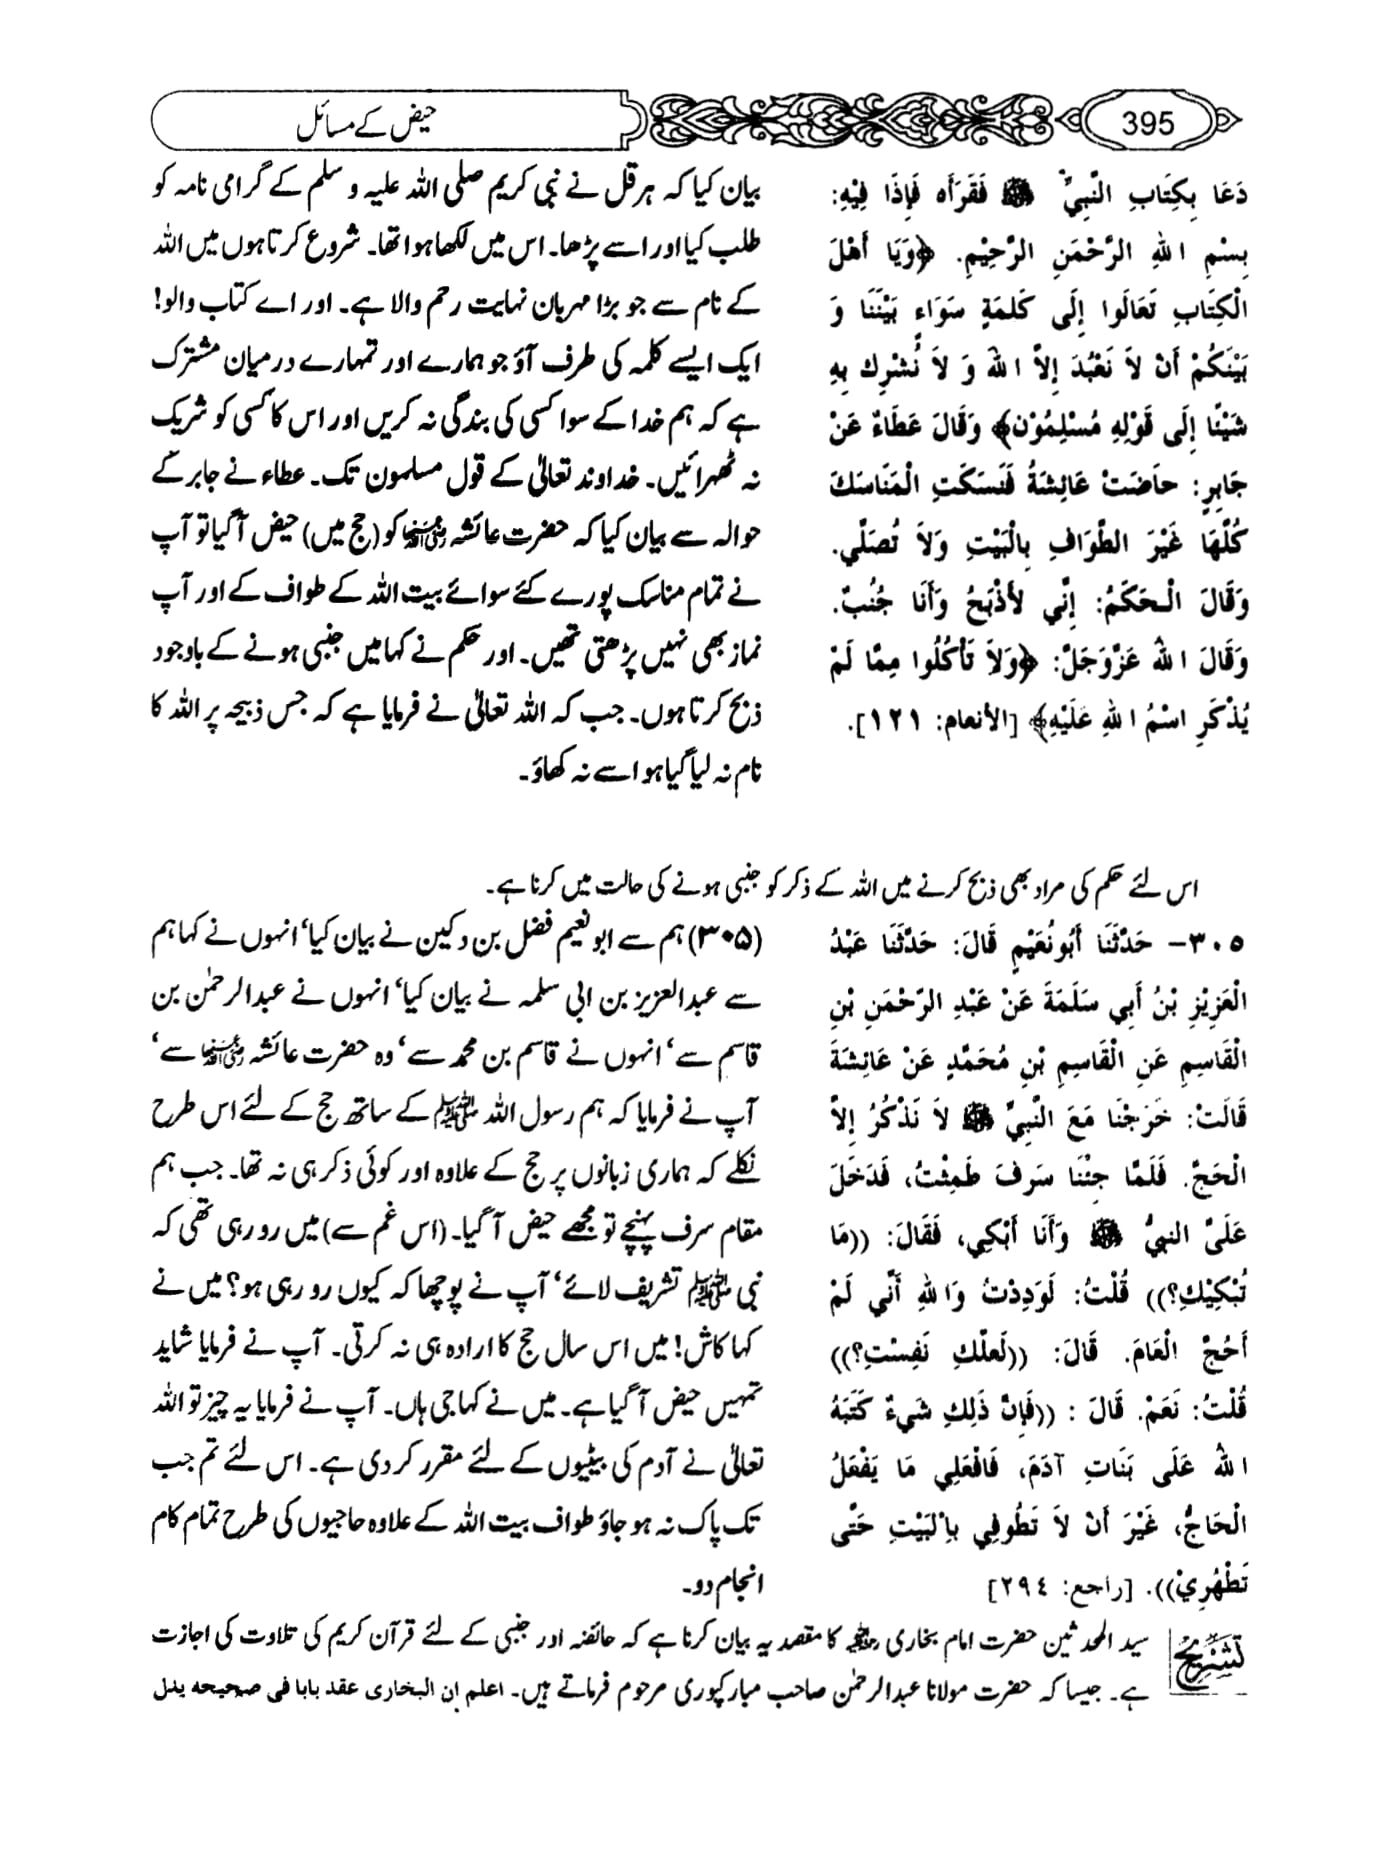 395
حیض کے مسائل
دَعَا بِكِتَابِ النَّبِيِّ ﷺ فَقَرَأَه فَإِذَا فِيْهِ:
بِسْمِ اللهِ الرَّحْمَنِ الرَّحِيْمِ. ﴿وَيَا أَهْلَ
الْكِتَابِ تَعَالَوا إِلَى كَلمَةٍ سَوَاءٍ بَيْنَنَا وَ
بَيْنَكُمْ أَنْ لاَ نَعْبُدَ إِلاَّ اللهَ وَ لاَ نُشْرِكَ بِهِ
شَيْئًا إِلَى قَوْلِهِ مُسْلِمُوْن﴾ وَقَالَ عَطَاءٌ عَنْ
جَابِرٍ: حاَضَتْ عَائِشَةُ فَنَسَكَتِ الْمَنَاسَكَ
كُلَّهَا غَيْرَ الطَّوَافِ بِالْبَيْتِ وَلاَ تُصَلِّي.
وَقَالَ الْحَكَمُ: إِنِّي لأَذْبَحُ وَأَنَا جُنُبٌ.
وَقَالَ اللهُ عَزَّوَجَلَّ: ﴿وَلاَ تَأْكُلُوا مِمَّا لَمْ
يُذْكَرِ اسْمُ اللهِ عَلَيْهِ﴾ [الأنعام: ١٢١].
بیان کیا کہ ہرقل نے نبی کریم صلی اللہ علیہ و سلم کے گرامی نامہ کو
طلب کیا اور اسے پڑھا۔ اس میں لکھا ہوا تھا۔ شروع کرتا ہوں میں اللہ
کے نام سے جو بڑا مہربان نہایت رحم والا ہے۔ اور اے کتاب والو!
ایک ایسے کلمہ کی طرف آؤ جو ہمارے اور تمہارے درمیان مشترک
ہے کہ ہم خدا کے سوا کسی کی بندگی نہ کریں اور اس کا کسی کو شریک
نہ ٹھہرائیں۔ خداوند تعالیٰ کے قول مسلمون تک۔ عطاء نے جابر کے
حوالہ سے بیان کیا کہ حضرت عائشہ رضی اللہ عنہا کو (حج میں) حیض آگیا تو آپ
نے تمام مناسک پورے کئے سوائے بیت اللہ کے طواف کے اور آپ
نماز بھی نہیں پڑھتی تھیں۔ اور حکم نے کہا میں جنبی ہونے کے باوجود
ذبح کرتا ہوں۔ جب کہ اللہ تعالیٰ نے فرمایا ہے کہ جس ذبیحہ پر اللہ کا
نام نہ لیا گیا ہو اسے نہ کھاؤ۔
اس لئے حکم کی مراد بھی ذبح کرنے میں اللہ کے ذکر کو جنبی ہونے کی حالت میں کرنا ہے۔
٣٠٥- حَدَّثَنَا أَبُونُعَيْمٍ قَالَ: حَدَّثَنَا عَبْدُ
الْعَزِيْزِ بْنُ أَبِي سَلَمَةَ عَنْ عَبْدِ الرَّحْمَنِ بْنِ
الْقَاسِمِ عَنِ الْقَاسِمِ بْنِ مُحَمَّدٍ عَنْ عَائِشَةَ
قَالَتْ: خَرَجْنَا مَعَ النَّبِيِّ ﷺ لاَ نَذْكُرُ إِلاَّ
الْحَجَّ. فَلَمَّا جِئْنَا سَرِفَ طَمِثْتُ، فَدَخَلَ
عَلَيَّ النبيُّ ﷺ وَأَنَا أَبْكِي، فَقَالَ: ((مَا
تُبْكِيْكِ؟)) قُلْتُ: لَوَدِدْتُ وَاللهِ أَنِّي لَمْ
أَحُجَّ الْعَامَ. قَالَ: ((لَعلَّكِ نَفِسْتِ؟))
قُلْتُ: نَعَمْ. قَالَ : ((فَإِنَّ ذَلِكِ شَيءٌ كَتَبَهُ
اللهُ عَلَى بَنَاتِ آدَمَ، فَافْعَلِي مَا يَفْعَلُ
الْحَاجُّ، غَيْرَ أَنْ لاَ تَطُوفِي بِالْبَيْتِ حَتَّى
تَطْهُرِيْ)). [راجع: ٢٩٤]
(۳۰۵) ہم سے ابو نعیم فضل بن دکین نے بیان کیا‘ انہوں نے کہا ہم
سے عبدالعزیز بن ابی سلمہ نے بیان کیا‘ انہوں نے عبدالرحمٰن بن
قاسم سے‘ انہوں نے قاسم بن محمد سے‘ وہ حضرت عائشہ رضی اللہ عنہا سے‘
آپ نے فرمایا کہ ہم رسول اللہ ﷺ کے ساتھ حج کے لئے اس طرح
نکلے کہ ہماری زبانوں پر حج کے علاوہ اور کوئی ذکر ہی نہ تھا۔ جب ہم
مقام سرف پہنچے تو مجھے حیض آگیا۔ (اس غم سے) میں رو رہی تھی کہ
نبی ﷺ تشریف لائے‘ آپ نے پوچھا کہ کیوں رو رہی ہو؟ میں نے
کہا کاش! میں اس سال حج کا ارادہ ہی نہ کرتی۔ آپ نے فرمایا شاید
تمہیں حیض آگیا ہے۔ میں نے کہا جی ہاں۔ آپ نے فرمایا یہ چیز تو اللہ
تعالیٰ نے آدم کی بیٹیوں کے لئے مقرر کر دی ہے۔ اس لئے تم جب
تک پاک نہ ہو جاؤ طواف بیت اللہ کے علاوہ حاجیوں کی طرح تمام کام
انجام دو۔
تشریح
سید المحدثین حضرت امام بخاری رحمہ اللہ کا مقصد یہ بیان کرنا ہے کہ حائضہ اور جنبی کے لئے قرآن کریم کی تلاوت کی اجازت
ہے۔ جیسا کہ حضرت مولانا عبدالرحمٰن صاحب مبارکپوری مرحوم فرماتے ہیں۔ اعلم ان البخاری عقد بابا فی صحیحہ یدل